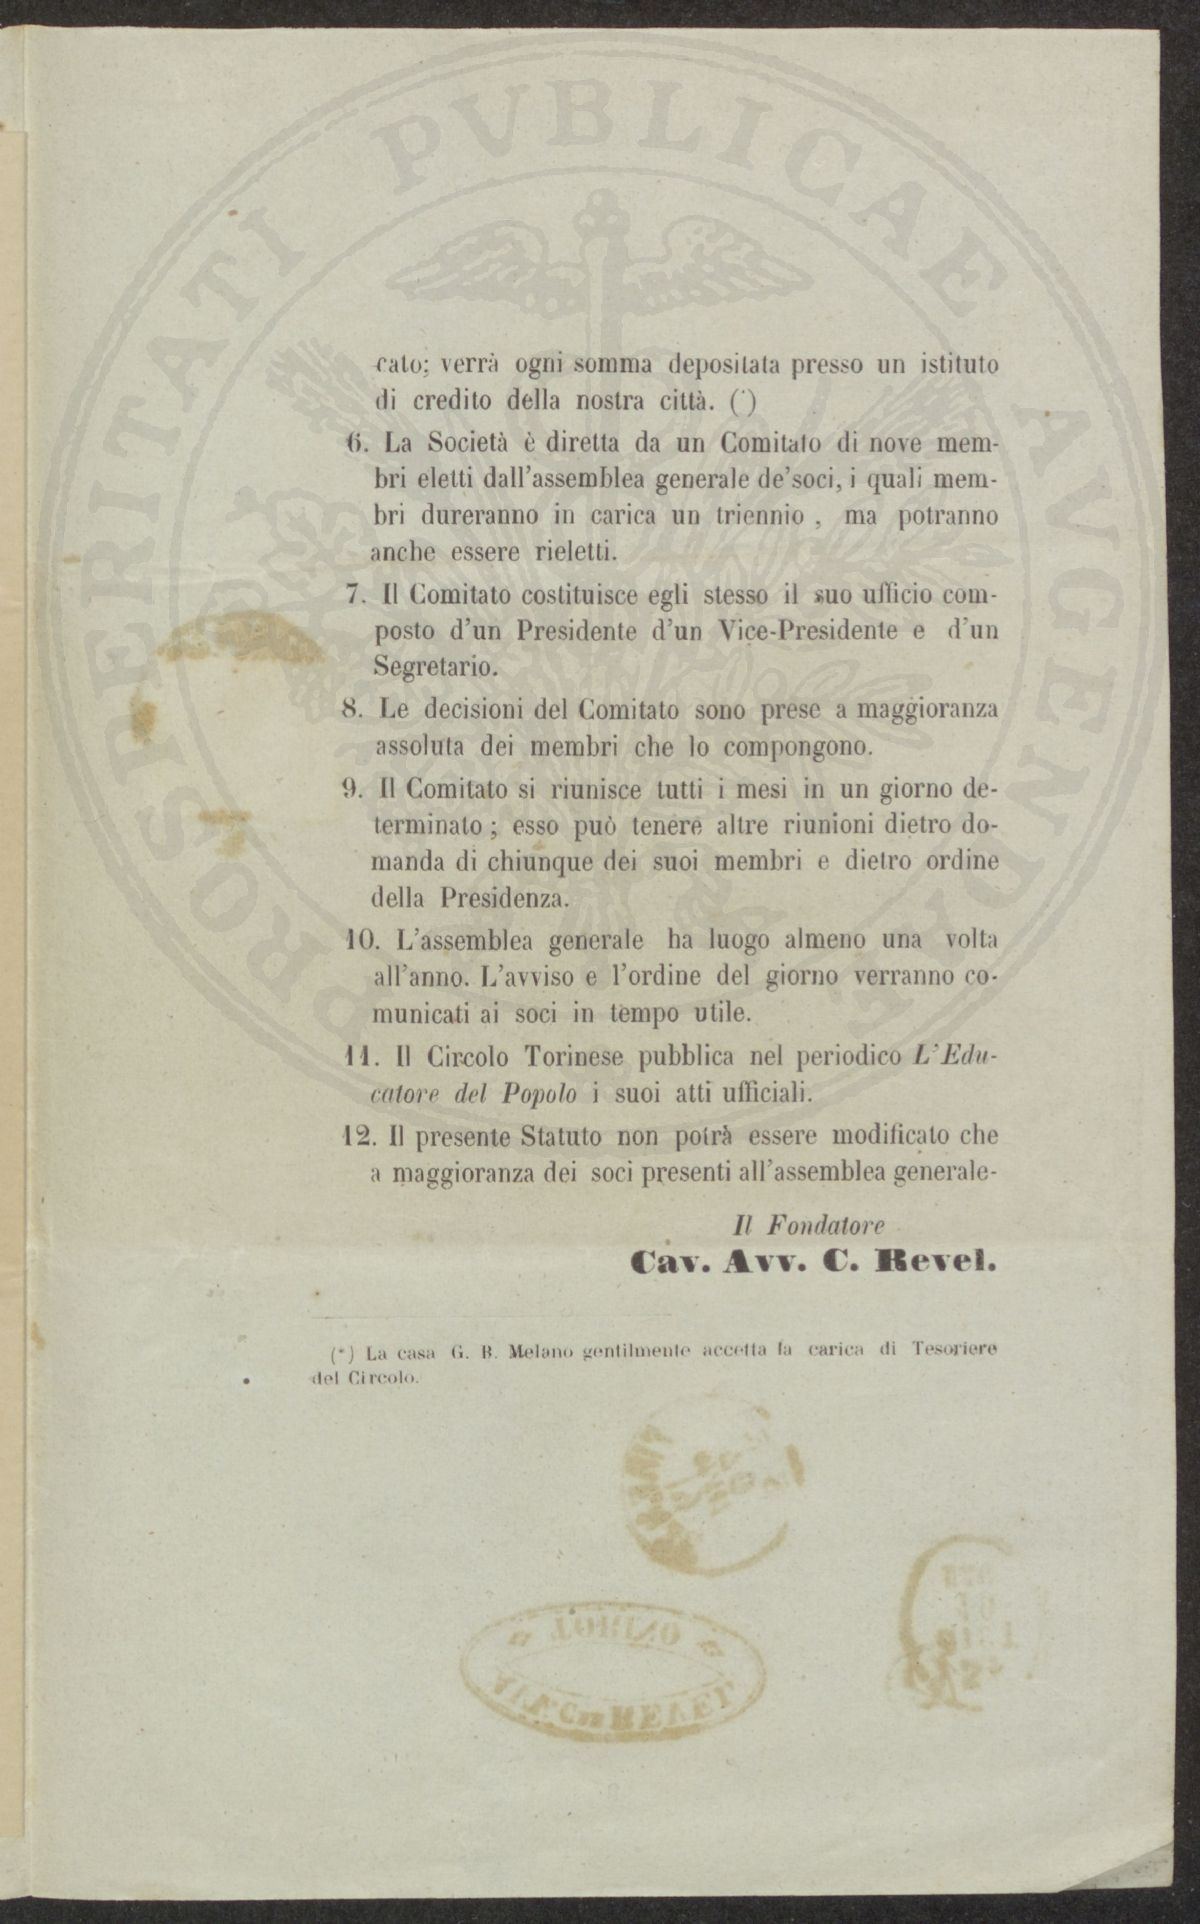 cato; verrà ogni somma depositata presso un istituto
di credito della nostra città. (*)
6. La Società è diretta da un Comitato di nove mem-
bri eletti dall'assemblea generale de'soci, i quali mem-
bri dureranno in carica un triennio, ma potranno
anche essere rieletti.
7. Il Comitato costituisce egli stesso il suo ufficio com-
posto d'un Presidente d'un Vice-Presidente e d'un
Segretario.
8. Le decisioni del Comitato sono prese a maggioranza
assoluta dei membri che lo compongono.
9. Il Comitato si riunisce tutti i mesi in un giorno de-
terminato; esso può tenere altre riunioni dietro do-
manda di chiunque dei suoi membri e dietro ordine
della Presidenza.
10. L'assemblea generale ha luogo almeno una volta
all'anno. L'avviso e l'ordine del giorno verranno co-
municati ai soci in tempo utile.
11. Il Circolo Torinese pubblica nel periodico L'Edu-
catore del Popolo i suoi atti ufficiali.
12. Il presente Statuto non potrà essere modificato che
a maggioranza dei soci presenti all'assemblea generale-
Il Fondatore
Cav. Avv. C. Revel.
(*) La casa G. B. Melano gentilmente accetta la carica di Tesoriere
del Circolo.
PROSPERITATI PVBLICAE AVGENDAE
TORINO
REVEL